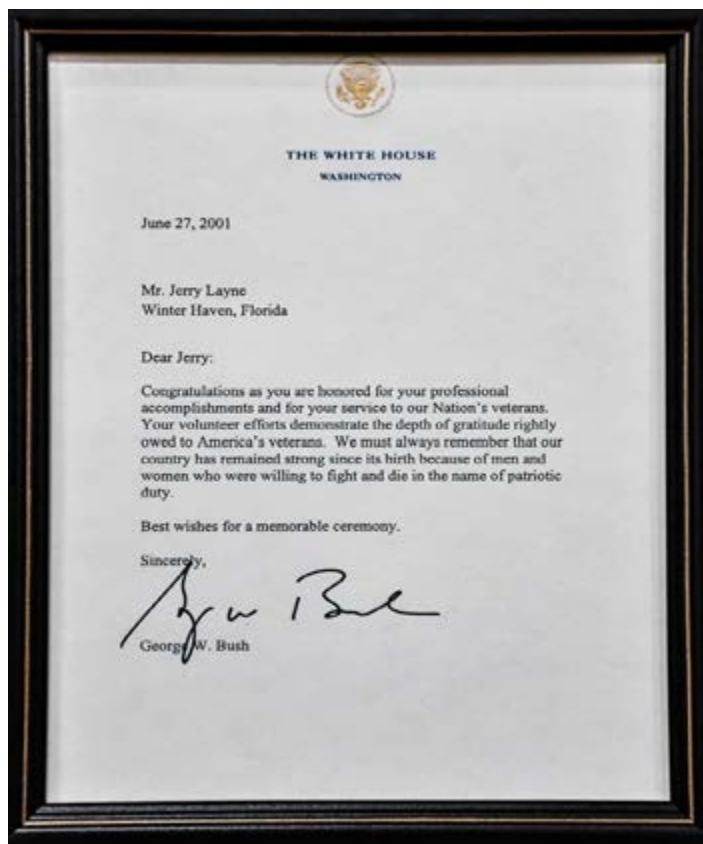 THE WHITE HOUSE
WASHINGTON
June 27, 2001
Mr. Jerry Layne
Winter Haven, Florida
Dear Jerry:
Congratulations as you are honored for your professional
accomplishments and for your service to our Nation's veterans.
Your volunteer efforts demonstrate the depth of gratitude rightly
owed to America's veterans.  We must always remember that our
country has remained strong since its birth because of men and
women who were willing to fight and die in the name of patriotic
duty.
Best wishes for a memorable ceremony.
Sincerely,
George W. Bush